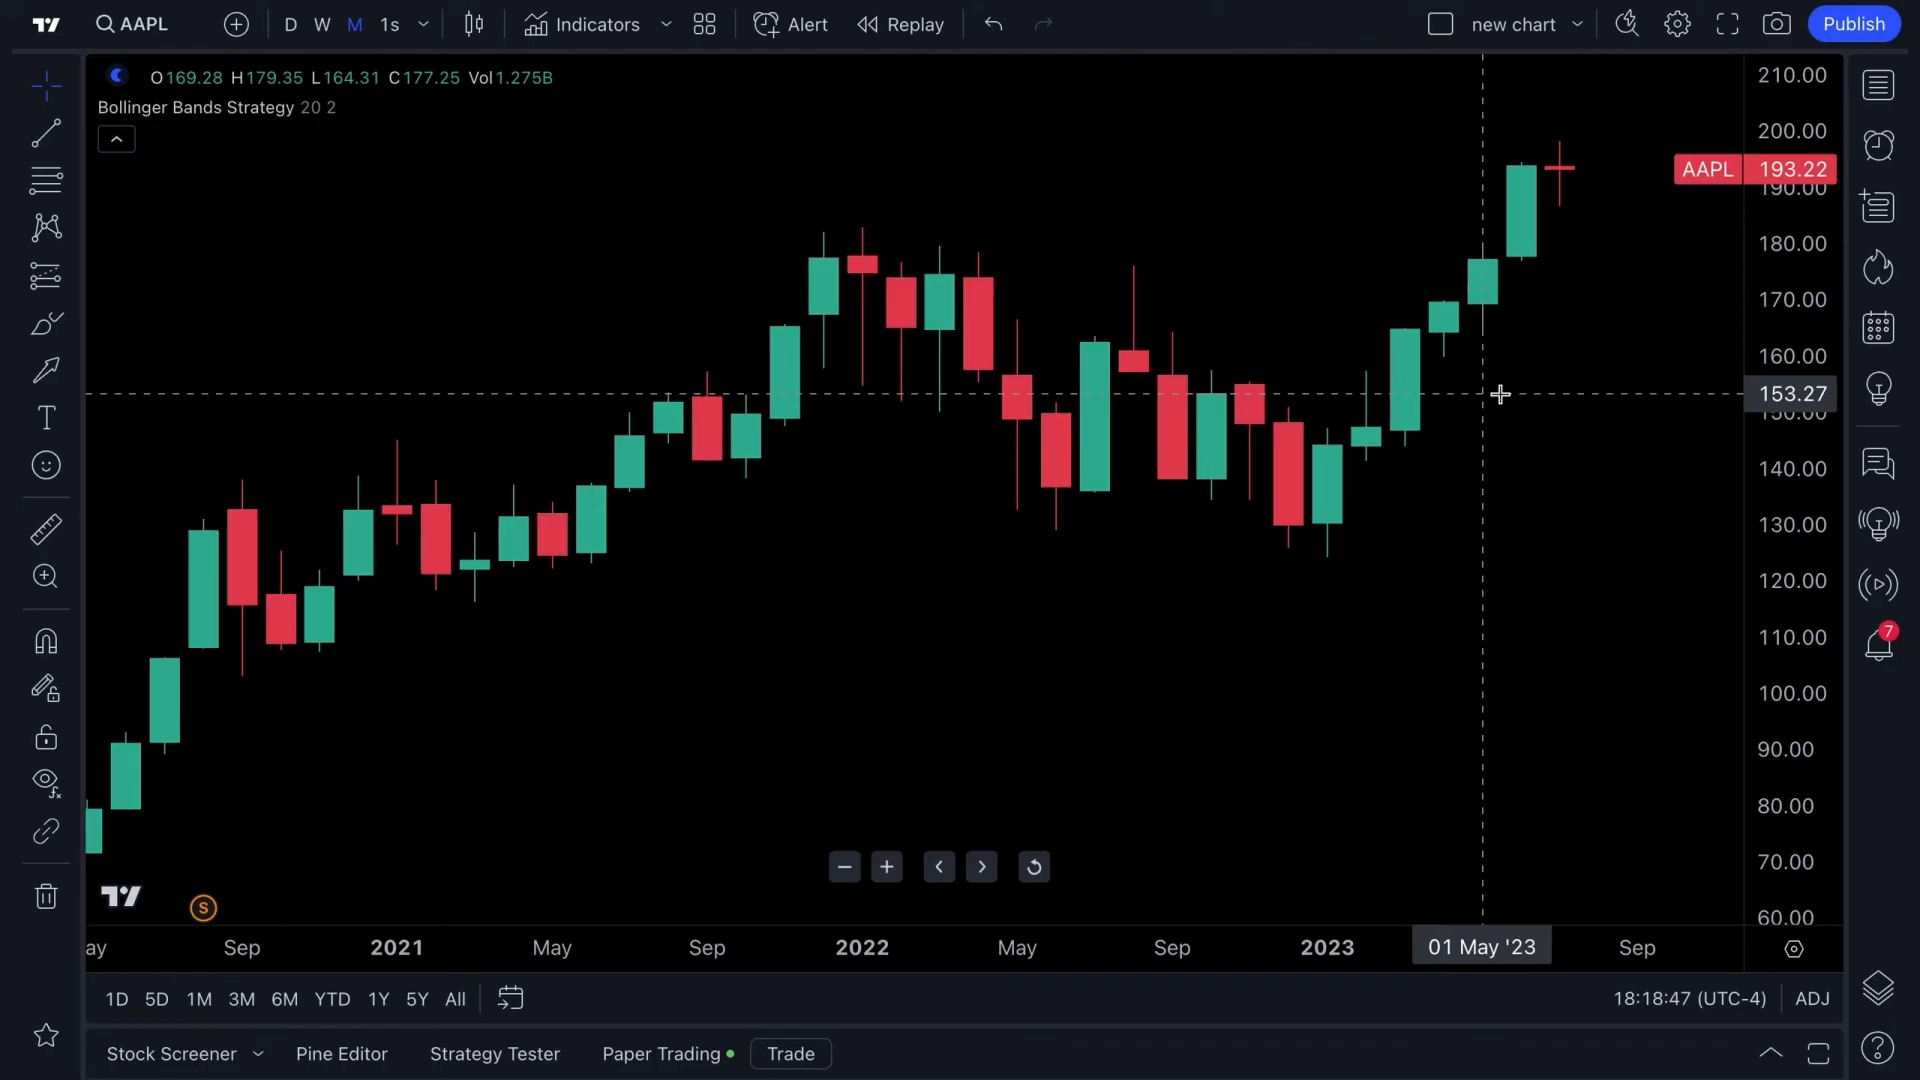 AAPL D W M 1s Indicators Alert Replay new chart Publish
O169.28 H179.35 L164.31 C177.25 Vol1.275B
Bollinger Bands Strategy 20 2
210.00
200.00
AAPL 193.22
190.00
180.00
170.00
160.00
153.27
150.00
140.00
130.00
120.00
110.00
100.00
90.00
80.00
70.00
60.00
7
S
ay Sep 2021 May Sep 2022 May Sep 2023 01 May '23 Sep
1D 5D 1M 3M 6M YTD 1Y 5Y All 18:18:47 (UTC-4) ADJ
Stock Screener Pine Editor Strategy Tester Paper Trading Trade